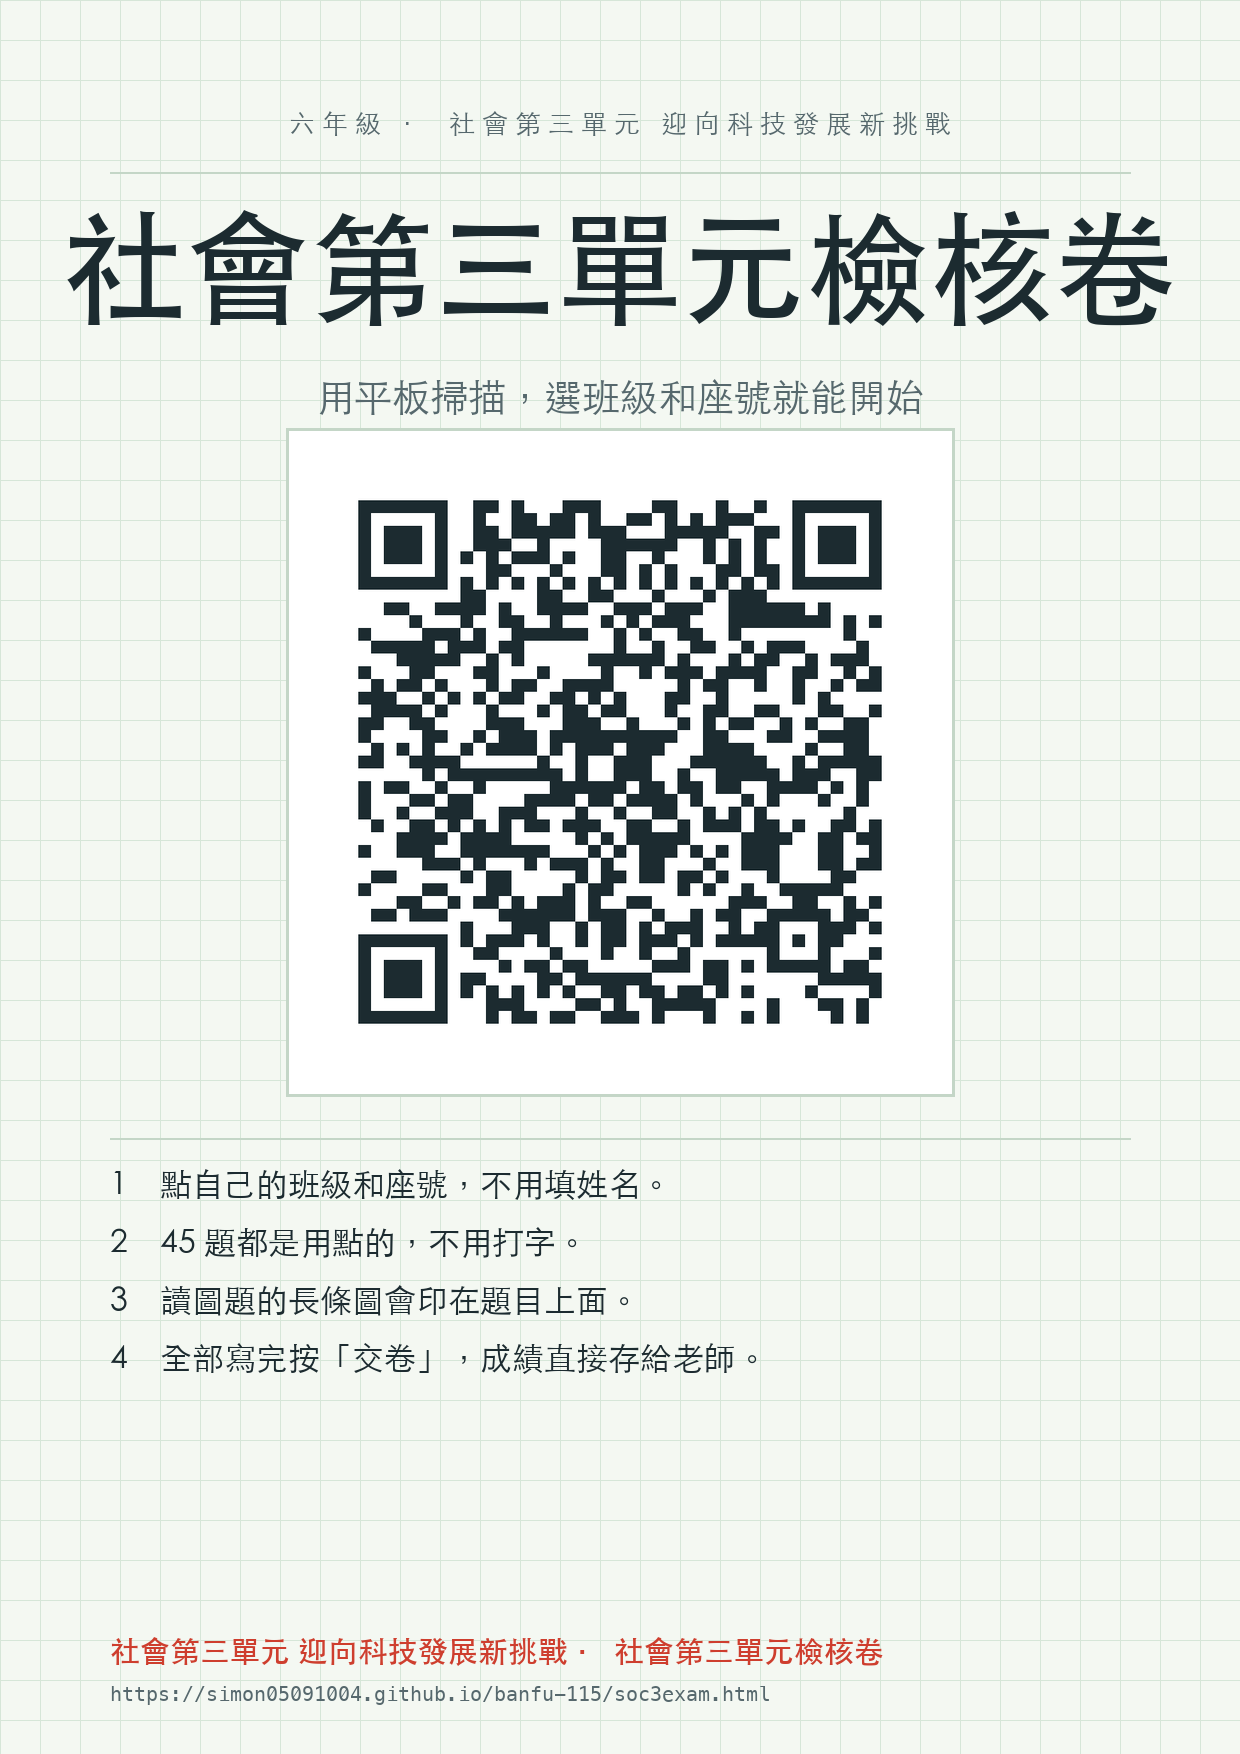 六年級 · 社會第三單元 迎向科技發展新挑戰
社會第三單元檢核卷
用平板掃描，選班級和座號就能開始
1 點自己的班級和座號，不用填姓名。
2 45 題都是用點的，不用打字。
3 讀圖題的長條圖會印在題目上面。
4 全部寫完按「交卷」，成績直接存給老師。
社會第三單元 迎向科技發展新挑戰 · 社會第三單元檢核卷
https://simon05091004.github.io/banfu-115/soc3exam.html